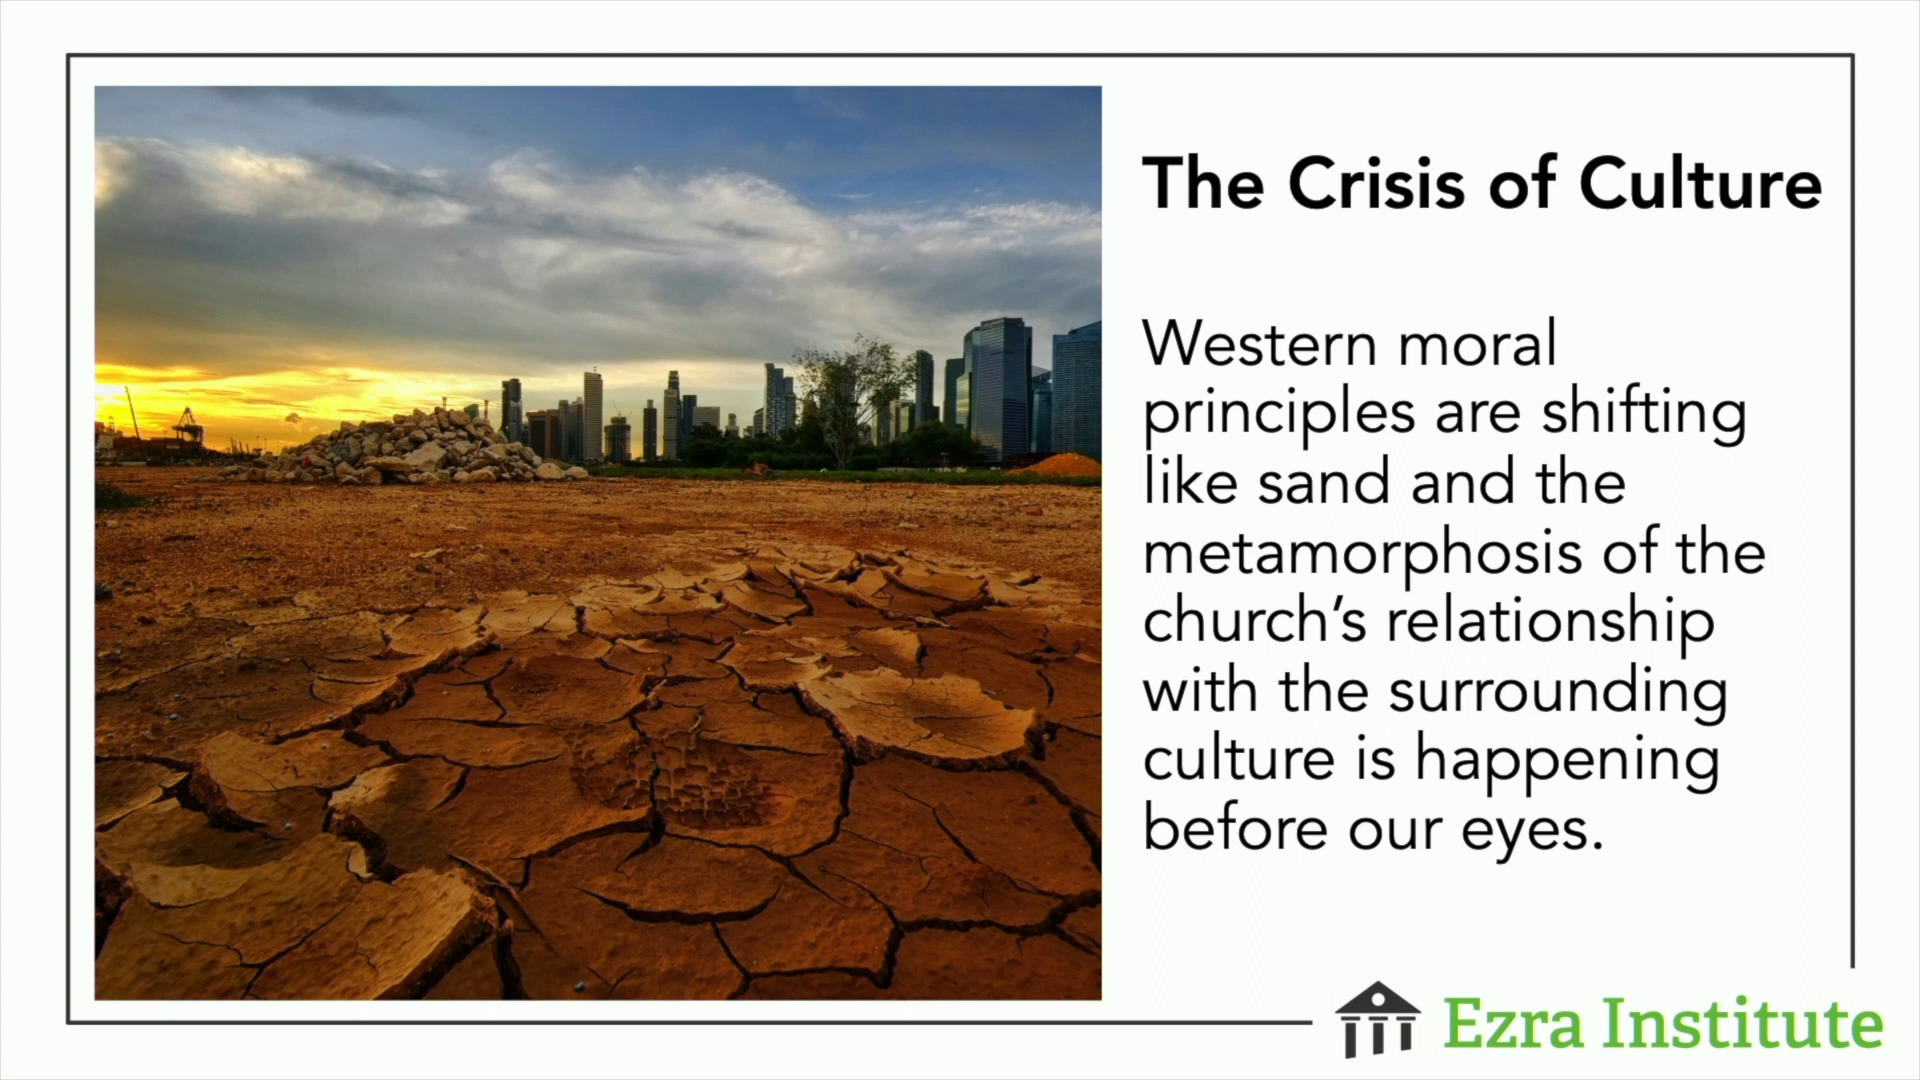 The Crisis of Culture
Western moral
principles are shifting
like sand and the
metamorphosis of the
church’s relationship
with the surrounding
culture is happening
before our eyes.
Ezra Institute